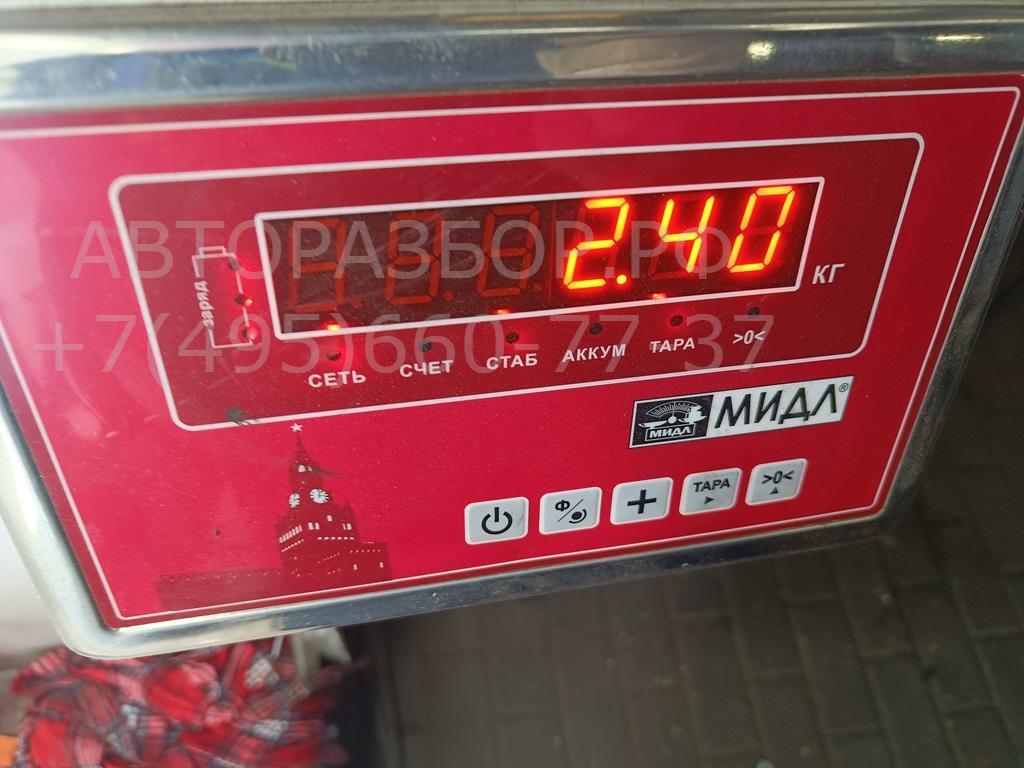 2.40
КГ
заряд
СЕТЬ СЧЕТ СТАБ АККУМ ТАРА >0<
МИДЛ МИДЛ®
Ф ТАРА >0<
АВТОРАЗБОР.РФ
+7(495)660-77-37